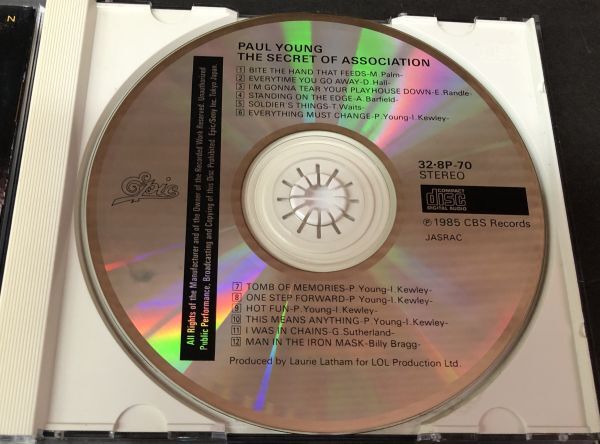 Z
PAUL YOUNG
THE SECRET OF ASSOCIATION
1 BITE THE HAND THAT FEEDS-M.Palm-
2 EVERYTIME YOU GO AWAY-D.Hall-
3 I'M GONNA TEAR YOUR PLAYHOUSE DOWN-E.Randle-
4 STANDING ON THE EDGE-A.Barfield-
5 SOLDIER'S THINGS-T.Waits-
6 EVERYTHING MUST CHANGE-P.Young-I.Kewley-
All Rights of the Manufacturer and of the Owner of the Recorded Work Reserved. Unauthorized
Public Performance, Broadcasting and Copying of this Disc Prohibited. Epic/Sony Inc. Tokyo, Japan.
Epic
32·8P-70
STEREO
COMPACT
disc
DIGITAL AUDIO
℗ 1985 CBS Records
JASRAC
7 TOMB OF MEMORIES-P.Young-I.Kewley-
8 ONE STEP FORWARD-P.Young-I.Kewley-
9 HOT FUN-P.Young-I.Kewley-
10 THIS MEANS ANYTHING-P.Young-I.Kewley-
11 I WAS IN CHAINS-G.Sutherland-
12 MAN IN THE IRON MASK-Billy Bragg-
Produced by Laurie Latham for LOL Production Ltd.